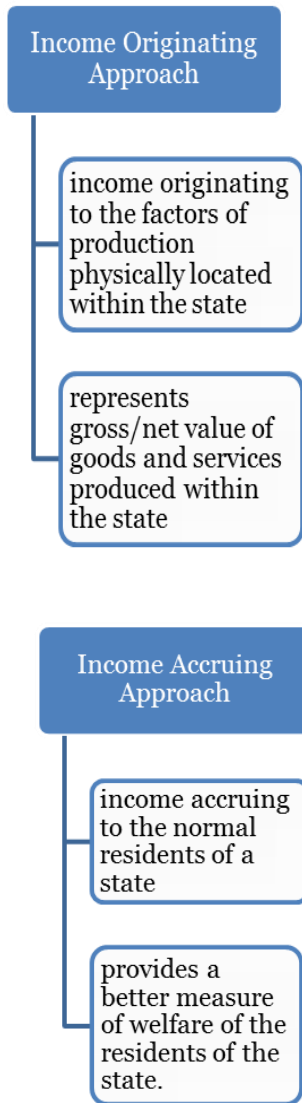 Income Originating
Approach
income originating
to the factors of
production
physically located
within the state
represents
gross/net value of
goods and services
produced within
the state
Income Accruing
Approach
income accruing
to the normal
residents of a
state
provides a
better measure
of welfare of the
residents of the
state.